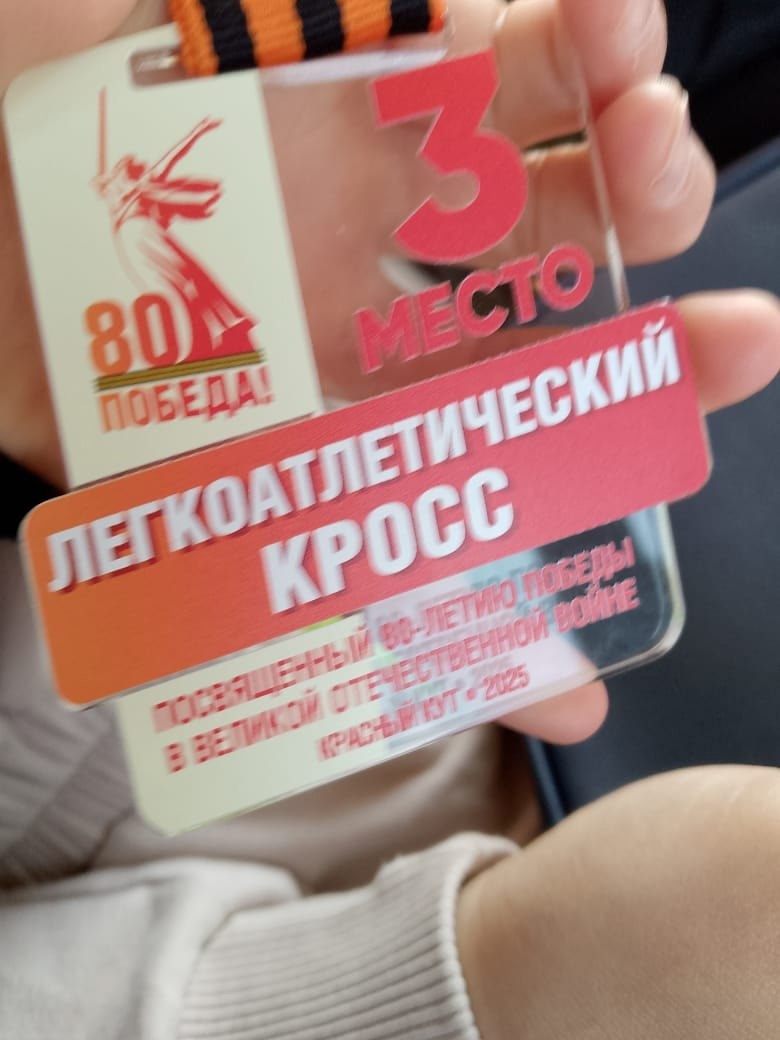 3
МЕСТО
80
ПОБЕДА!
ЛЕГКОАТЛЕТИЧЕСКИЙ
КРОСС
ПОСВЯЩЕННЫЙ 80-ЛЕТИЮ ПОБЕДЫ
В ВЕЛИКОЙ ОТЕЧЕСТВЕННОЙ ВОЙНЕ
КРАСНЫЙ КУТ • 2025